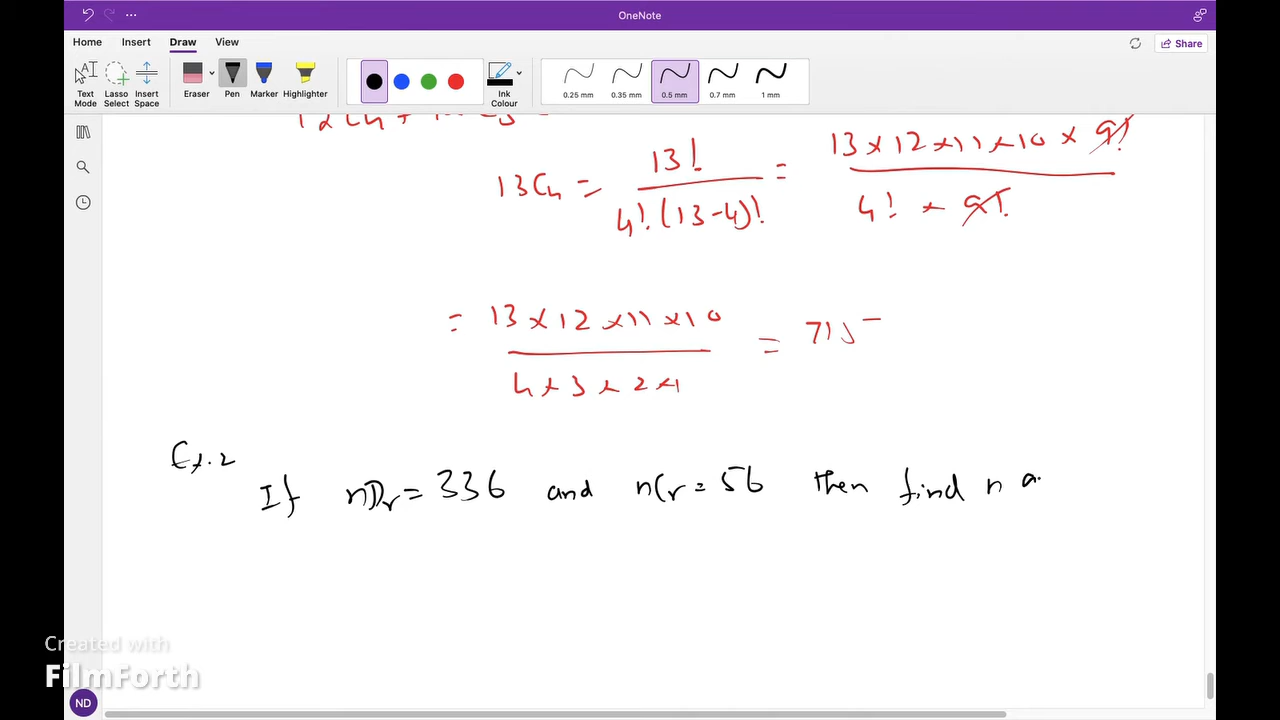 OneNote
Home Insert Draw View
Share
Text Mode Lasso Select Insert Space Eraser Pen Marker Highlighter Ink Colour 0.25 mm 0.35 mm 0.5 mm 0.7 mm 1 mm
13C4 = 13! / 4!(13-4)! = 13 × 12 × 11 × 10 × 9! / 4! × 9!
= 13 × 12 × 11 × 10 / 4 × 3 × 2 × 1 = 715
Ex.2
If nPr = 336 and nCr = 56 then find n a
Created with
FilmForth
ND